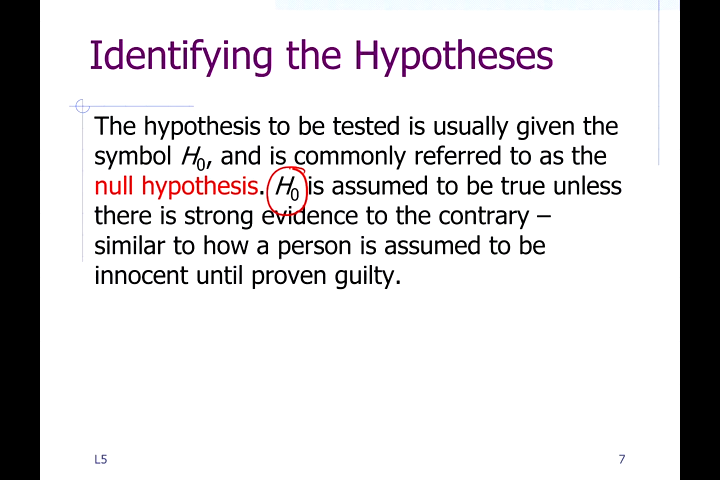 Identifying the Hypotheses
The hypothesis to be tested is usually given the
symbol H₀, and is commonly referred to as the
null hypothesis. H₀ is assumed to be true unless
there is strong evidence to the contrary –
similar to how a person is assumed to be
innocent until proven guilty.
L5
7